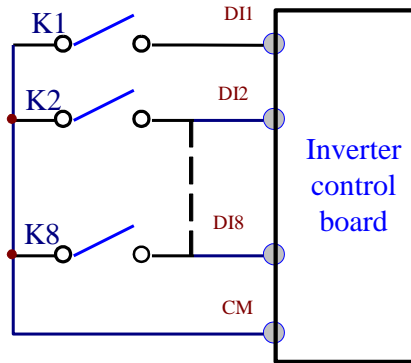 K1
DI1
K2
DI2
K8
DI8
CM
Inverter
control
board